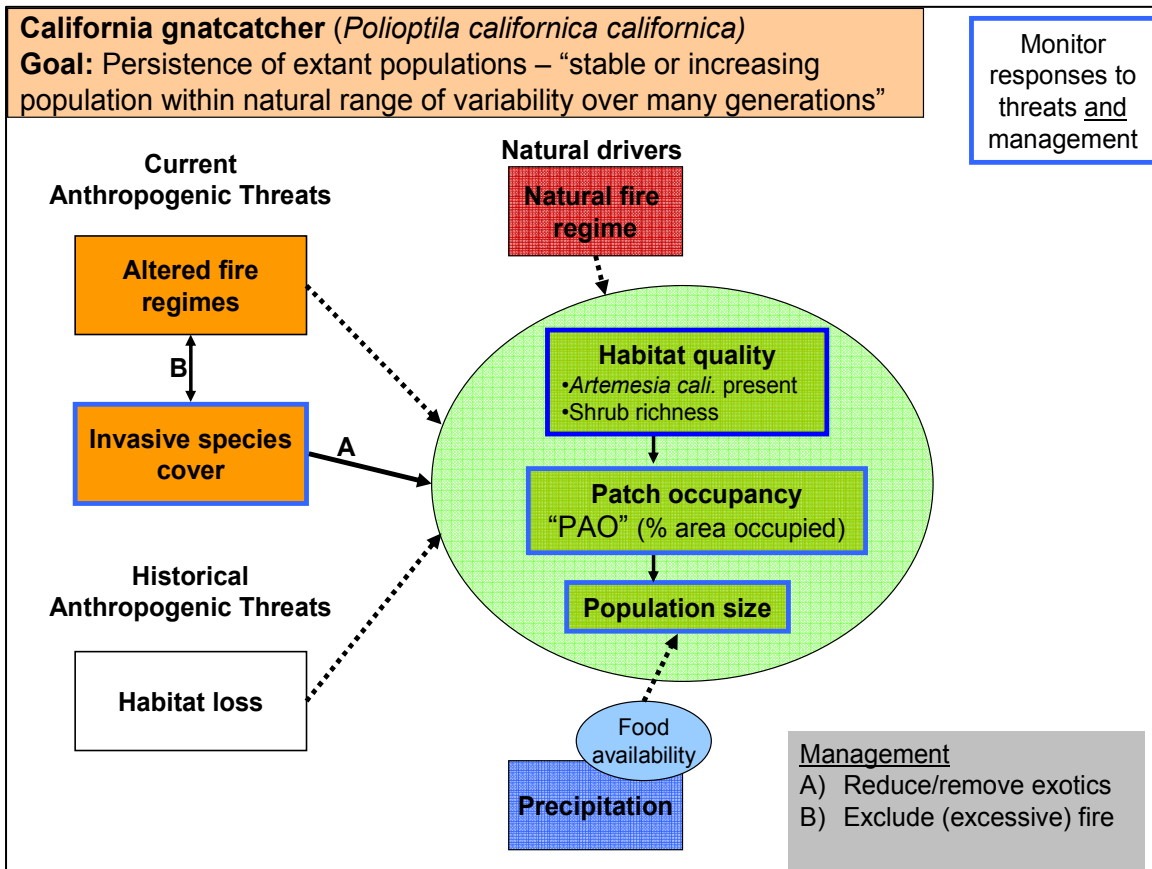 California gnatcatcher (Polioptila californica californica)
Goal: Persistence of extant populations – “stable or increasing
population within natural range of variability over many generations”
Monitor
responses to
threats and
management
Current
Anthropogenic Threats
Natural drivers
Natural fire
regime
Altered fire
regimes
B
Invasive species
cover
A
Habitat quality
•Artemesia cali. present
•Shrub richness
Patch occupancy
“PAO” (% area occupied)
Population size
Historical
Anthropogenic Threats
Habitat loss
Food
availability
Precipitation
Management
A) Reduce/remove exotics
B) Exclude (excessive) fire